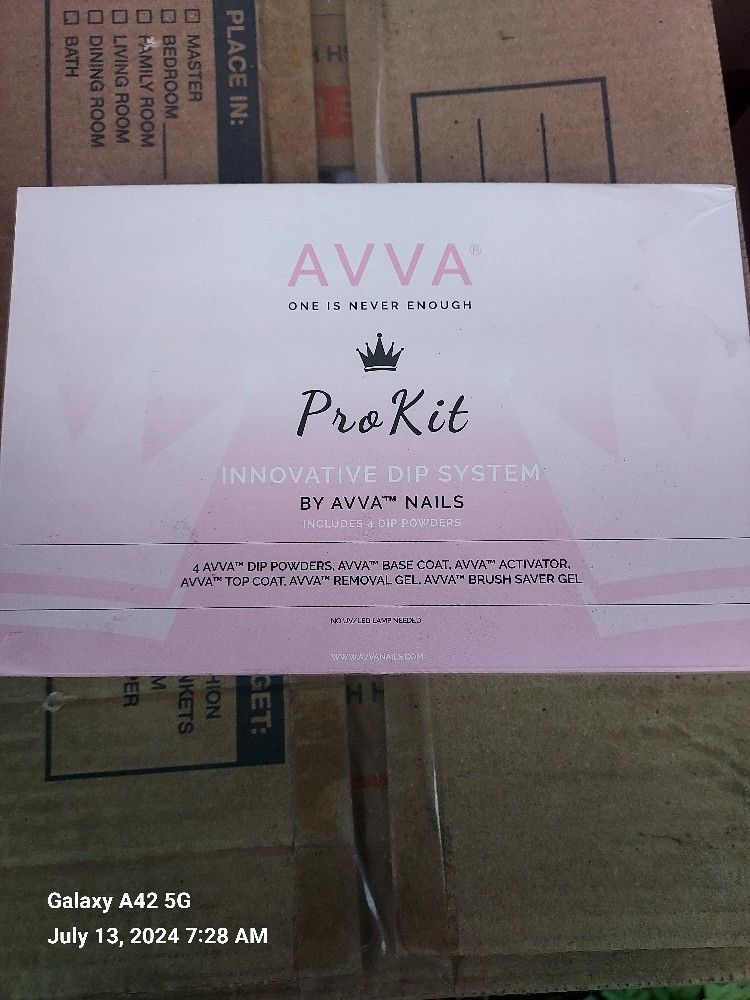 PLACE IN:
MASTER
BEDROOM
FAMILY ROOM
LIVING ROOM
DINING ROOM
BATH
AVVA®
ONE IS NEVER ENOUGH
ProKit
INNOVATIVE DIP SYSTEM
BY AVVA™ NAILS
INCLUDES 4 DIP POWDERS
4 AVVA™ DIP POWDERS, AVVA™ BASE COAT, AVVA™ ACTIVATOR,
AVVA™ TOP COAT, AVVA™ REMOVAL GEL, AVVA™ BRUSH SAVER GEL
NO UV/LED LAMP NEEDED
WWW.AVVANAILS.COM
GET:
HION
NKETS
M
PER
Galaxy A42 5G
July 13, 2024 7:28 AM